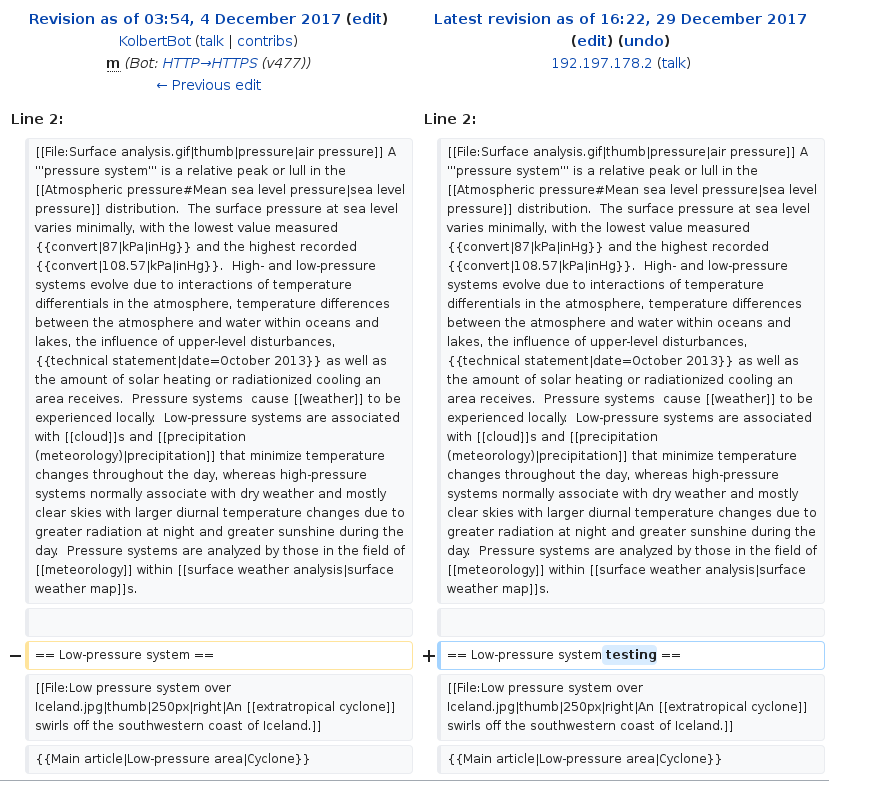 Revision as of 03:54, 4 December 2017 (edit)
KolbertBot (talk | contribs)
m (Bot: HTTP→HTTPS (v477))
← Previous edit
Latest revision as of 16:22, 29 December 2017
(edit) (undo)
192.197.178.2 (talk)
Line 2:
[[File:Surface analysis.gif|thumb|pressure|air pressure]] A
'''pressure system''' is a relative peak or lull in the
[[Atmospheric pressure#Mean sea level pressure|sea level
pressure]] distribution.  The surface pressure at sea level
varies minimally, with the lowest value measured
{{convert|87|kPa|inHg}} and the highest recorded
{{convert|108.57|kPa|inHg}}.  High- and low-pressure
systems evolve due to interactions of temperature
differentials in the atmosphere, temperature differences
between the atmosphere and water within oceans and
lakes, the influence of upper-level disturbances,
{{technical statement|date=October 2013}} as well as
the amount of solar heating or radiationized cooling an
area receives.  Pressure systems  cause [[weather]] to be
experienced locally.  Low-pressure systems are associated
with [[cloud]]s and [[precipitation
(meteorology)|precipitation]] that minimize temperature
changes throughout the day, whereas high-pressure
systems normally associate with dry weather and mostly
clear skies with larger diurnal temperature changes due to
greater radiation at night and greater sunshine during the
day.  Pressure systems are analyzed by those in the field of
[[meteorology]] within [[surface weather analysis|surface
weather map]]s.
− == Low-pressure system ==
[[File:Low pressure system over
Iceland.jpg|thumb|250px|right|An [[extratropical cyclone]]
swirls off the southwestern coast of Iceland.]]
{{Main article|Low-pressure area|Cyclone}}
Line 2:
[[File:Surface analysis.gif|thumb|pressure|air pressure]] A
'''pressure system''' is a relative peak or lull in the
[[Atmospheric pressure#Mean sea level pressure|sea level
pressure]] distribution.  The surface pressure at sea level
varies minimally, with the lowest value measured
{{convert|87|kPa|inHg}} and the highest recorded
{{convert|108.57|kPa|inHg}}.  High- and low-pressure
systems evolve due to interactions of temperature
differentials in the atmosphere, temperature differences
between the atmosphere and water within oceans and
lakes, the influence of upper-level disturbances,
{{technical statement|date=October 2013}} as well as
the amount of solar heating or radiationized cooling an
area receives.  Pressure systems  cause [[weather]] to be
experienced locally.  Low-pressure systems are associated
with [[cloud]]s and [[precipitation
(meteorology)|precipitation]] that minimize temperature
changes throughout the day, whereas high-pressure
systems normally associate with dry weather and mostly
clear skies with larger diurnal temperature changes due to
greater radiation at night and greater sunshine during the
day.  Pressure systems are analyzed by those in the field of
[[meteorology]] within [[surface weather analysis|surface
weather map]]s.
+ == Low-pressure system testing ==
[[File:Low pressure system over
Iceland.jpg|thumb|250px|right|An [[extratropical cyclone]]
swirls off the southwestern coast of Iceland.]]
{{Main article|Low-pressure area|Cyclone}}